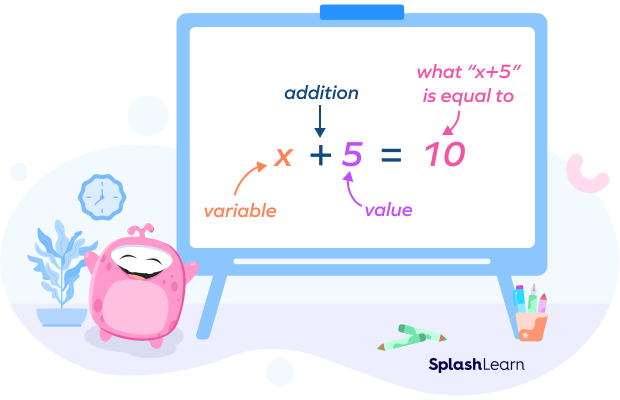 what “x+5”
is equal to
addition
x + 5 = 10
variable
value
SplashLearn